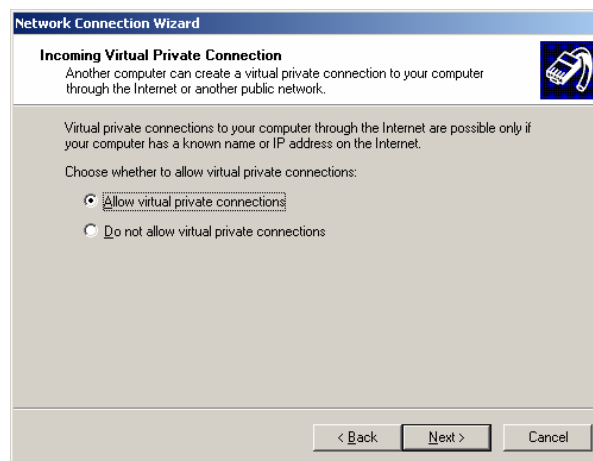 Network Connection Wizard
Incoming Virtual Private Connection
Another computer can create a virtual private connection to your computer
through the Internet or another public network.
Virtual private connections to your computer through the Internet are possible only if
your computer has a known name or IP address on the Internet.
Choose whether to allow virtual private connections:
Allow virtual private connections
Do not allow virtual private connections
< Back
Next >
Cancel